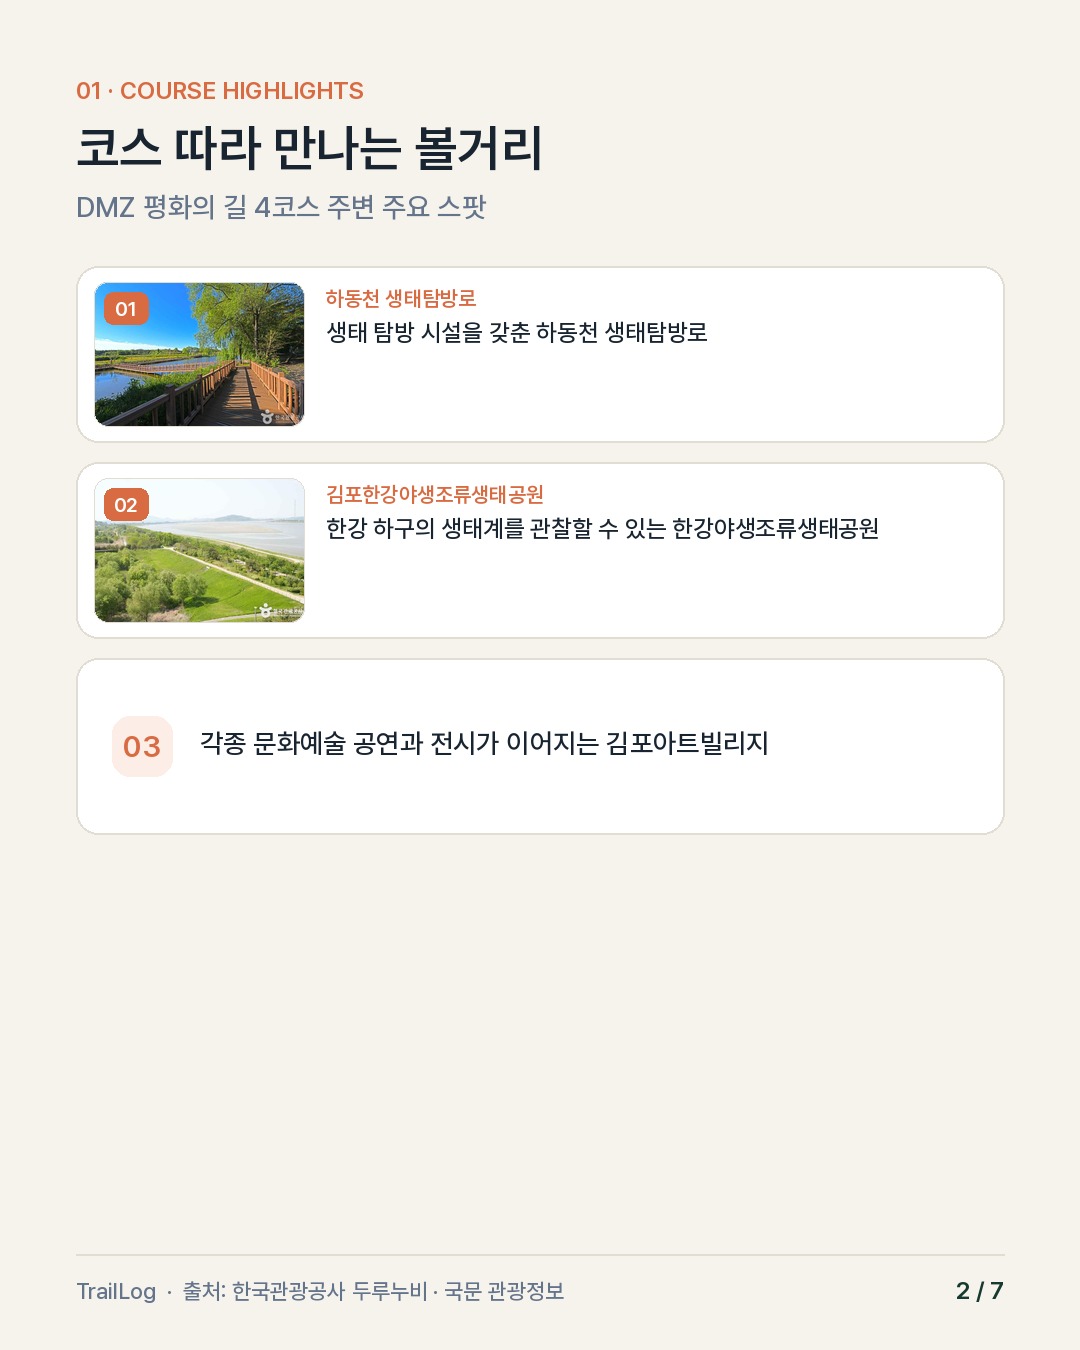 01 · COURSE HIGHLIGHTS
코스 따라 만나는 볼거리
DMZ 평화의 길 4코스 주변 주요 스팟
01
하동천 생태탐방로
생태 탐방 시설을 갖춘 하동천 생태탐방로
02
김포한강야생조류생태공원
한강 하구의 생태계를 관찰할 수 있는 한강야생조류생태공원
03
각종 문화예술 공연과 전시가 이어지는 김포아트빌리지
TrailLog · 출처: 한국관광공사 두루누비 · 국문 관광정보
2 / 7